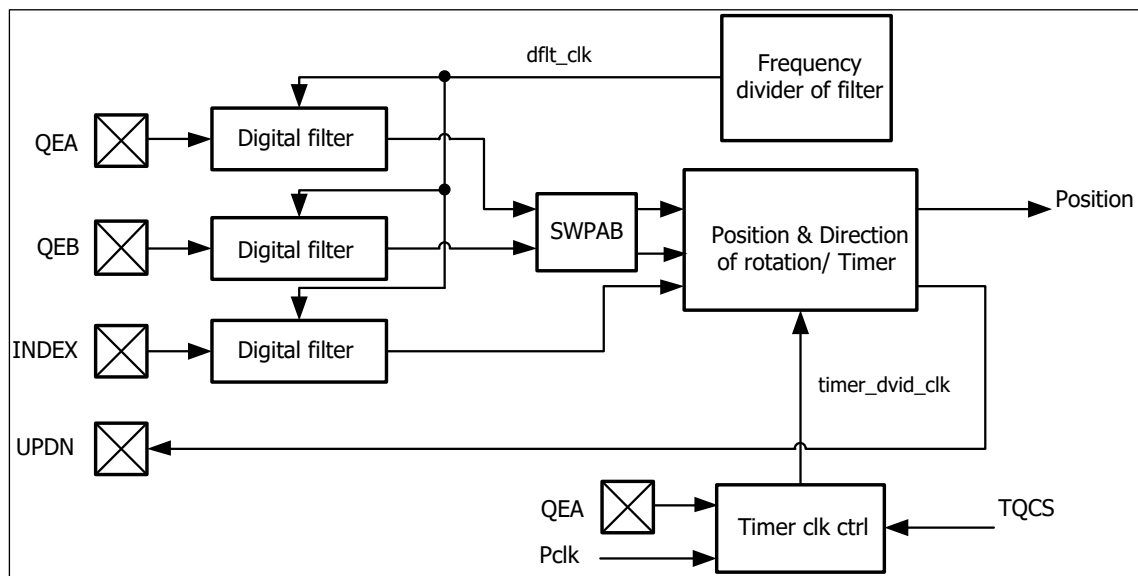 dflt_clk
Frequency
divider of filter
QEA
Digital filter
QEB
Digital filter
SWPAB
Position & Direction
of rotation/ Timer
Position
INDEX
Digital filter
timer_dvid_clk
UPDN
QEA
Timer clk ctrl
TQCS
Pclk